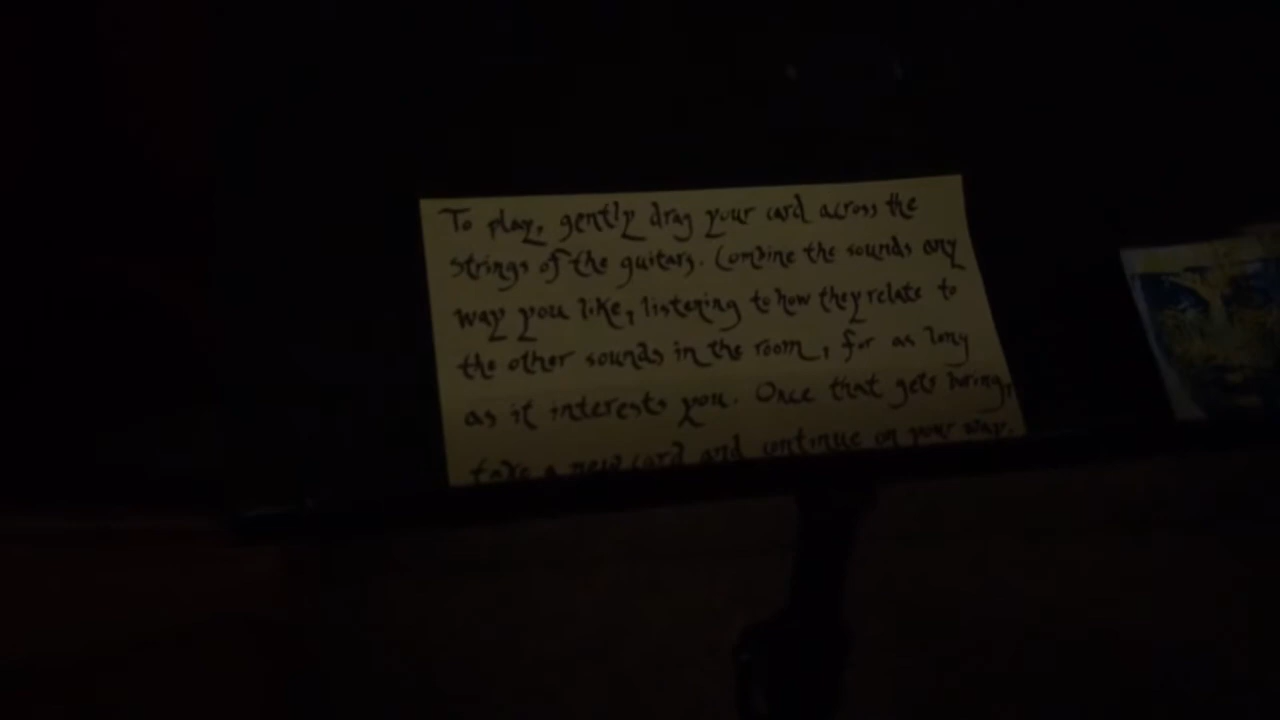 To play, gently drag your card across the
strings of the guitars. Combine the sounds any
way you like, listening to how they relate to
the other sounds in the room, for as long
as it interests you. Once that gets boring,
take a new card and continue on your way.